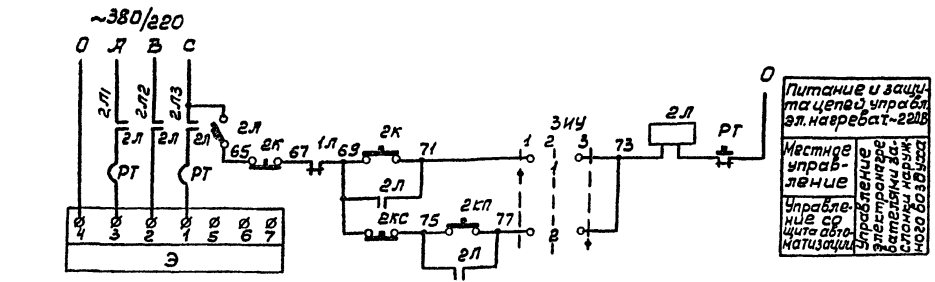 ~380/220
О А В С О
2Л1 2Л2 2Л3
2Л 2Л 2Л 2Л
РТ РТ
65 2К 67 1Л 69 2К 71
2Л
2КС 75 2КП 77
2Л
ЗИУ
1 2 1 3
2
73 2Л РТ
4 3 2 1 5 6 7
Э
Питание и защи-
та цепей управл.
эл. нагреват ~220В
Местное
управ-
ление
Управле-
ние со
щита авто-
матизации
Управление
электронагре
вателями за-
слонки наруж-
ного воздуха